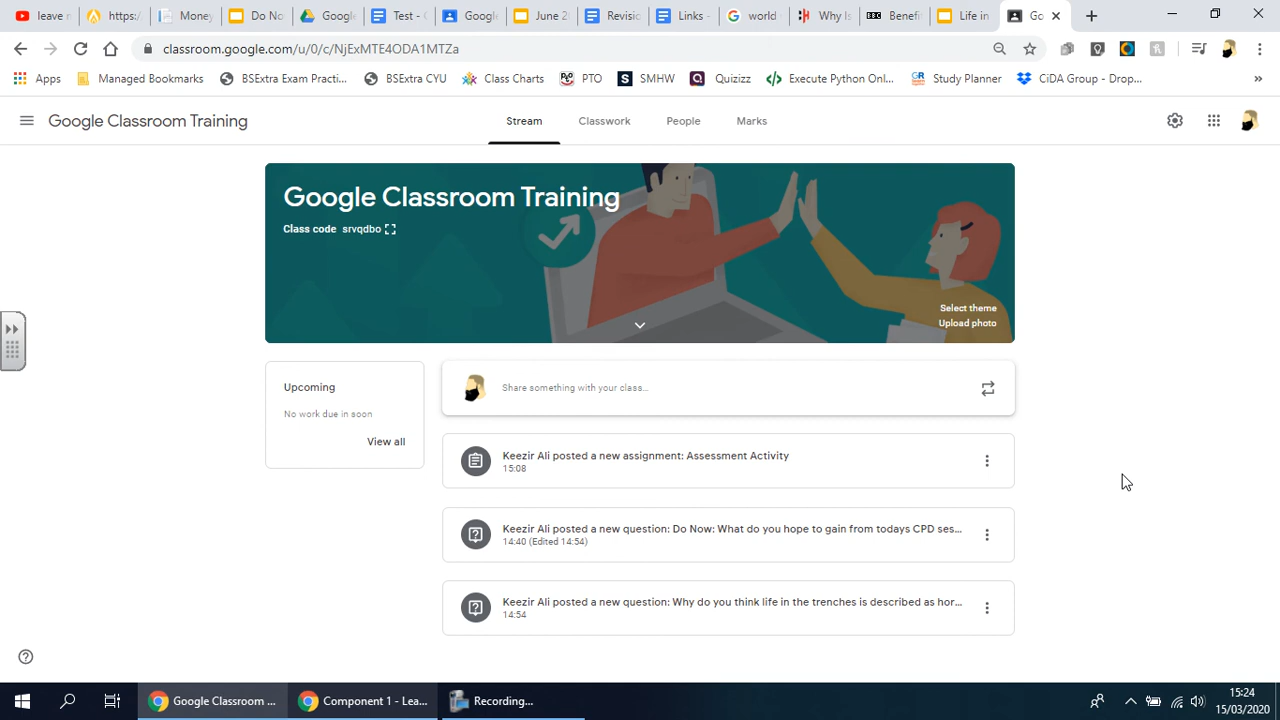 leave r
https:/
Money
Do No
Google
Test - G
Google
June 2
Revisio
Links -
world
Why Is
BBC
Benefi
Life in
Go
classroom.google.com/u/0/c/NjExMTE4ODA1MTZa
Apps
Managed Bookmarks
BSExtra Exam Practi...
BSExtra CYU
Class Charts
PTO
S SMHW
Quizizz
Execute Python Onl...
GR Study Planner
CiDA Group - Drop...
Google Classroom Training
Stream
Classwork
People
Marks
Google Classroom Training
Class code srvqdbo
Select theme
Upload photo
Upcoming
No work due in soon
View all
Share something with your class...
Keezir Ali posted a new assignment: Assessment Activity
15:08
Keezir Ali posted a new question: Do Now: What do you hope to gain from todays CPD ses...
14:40 (Edited 14:54)
Keezir Ali posted a new question: Why do you think life in the trenches is described as hor...
14:54
Google Classroom ...
Component 1 - Lea...
Recording...
15:24
15/03/2020